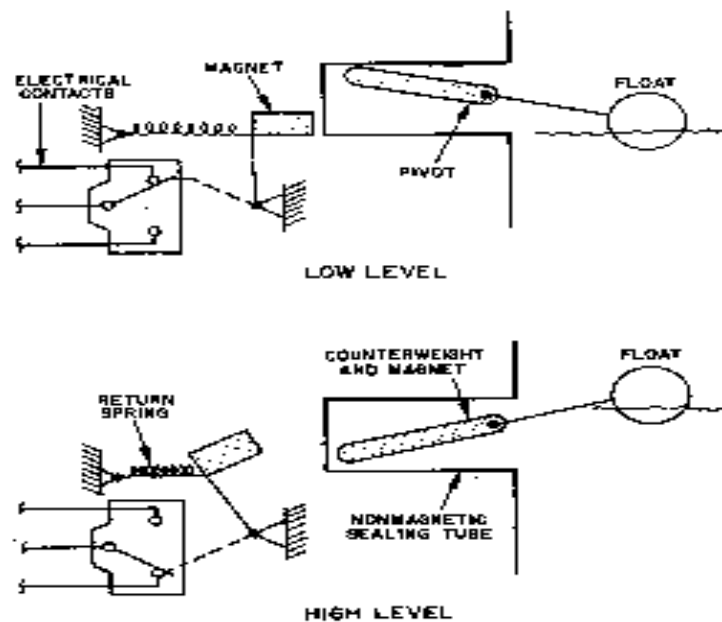 ELECTRICAL
CONTACTS
MAGNET
FLOAT
PIVOT
LOW LEVEL
COUNTERWEIGHT
AND MAGNET
FLOAT
RETURN
SPRING
NONMAGNETIC
SEALING TUBE
HIGH LEVEL